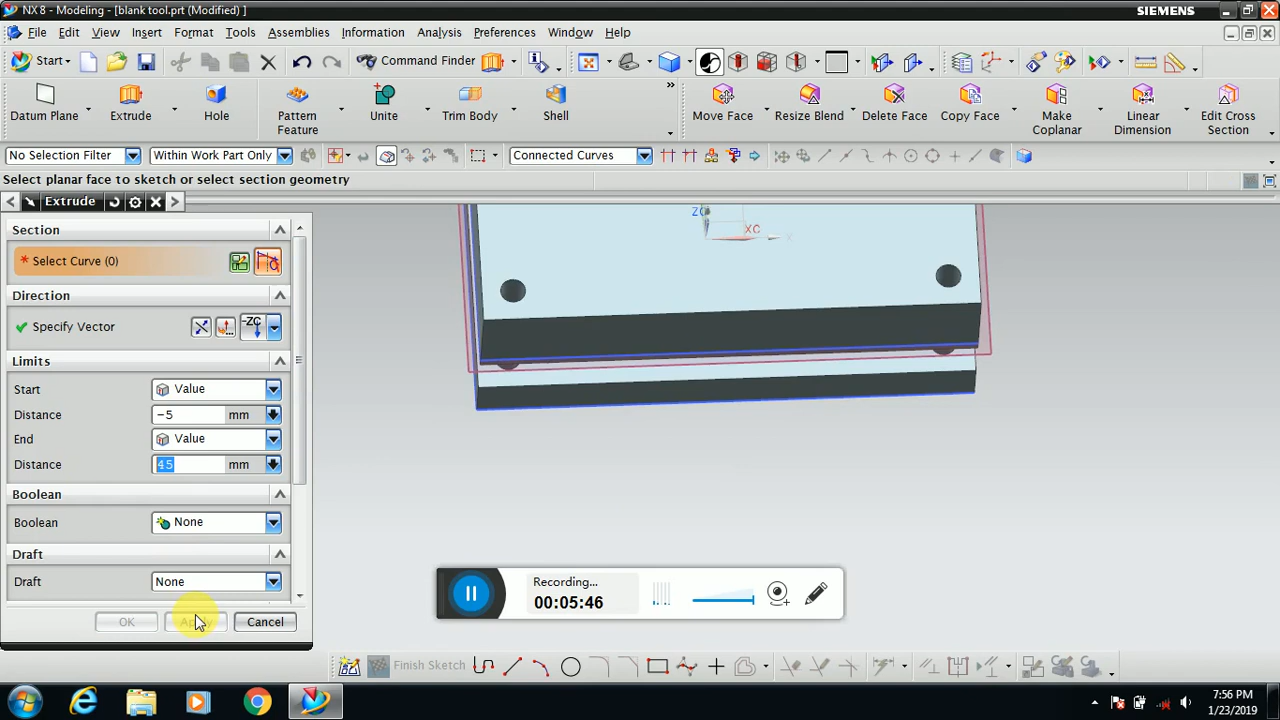 NX 8 - Modeling - [blank tool.prt (Modified) ]
SIEMENS
File Edit View Insert Format Tools Assemblies Information Analysis Preferences Window Help
Start Command Finder
Datum Plane Extrude Hole Pattern Feature Unite Trim Body Shell Move Face Resize Blend Delete Face Copy Face Make Coplanar Linear Dimension Edit Cross Section
No Selection Filter Within Work Part Only Connected Curves
Select planar face to sketch or select section geometry
Extrude
Section
* Select Curve (0)
Direction
Specify Vector -ZC
Limits
Start Value
Distance -5 mm
End Value
Distance 45 mm
Boolean
Boolean None
Draft
Draft None
OK Apply Cancel
XC
Recording...
00:05:46
Finish Sketch
7:56 PM
1/23/2019